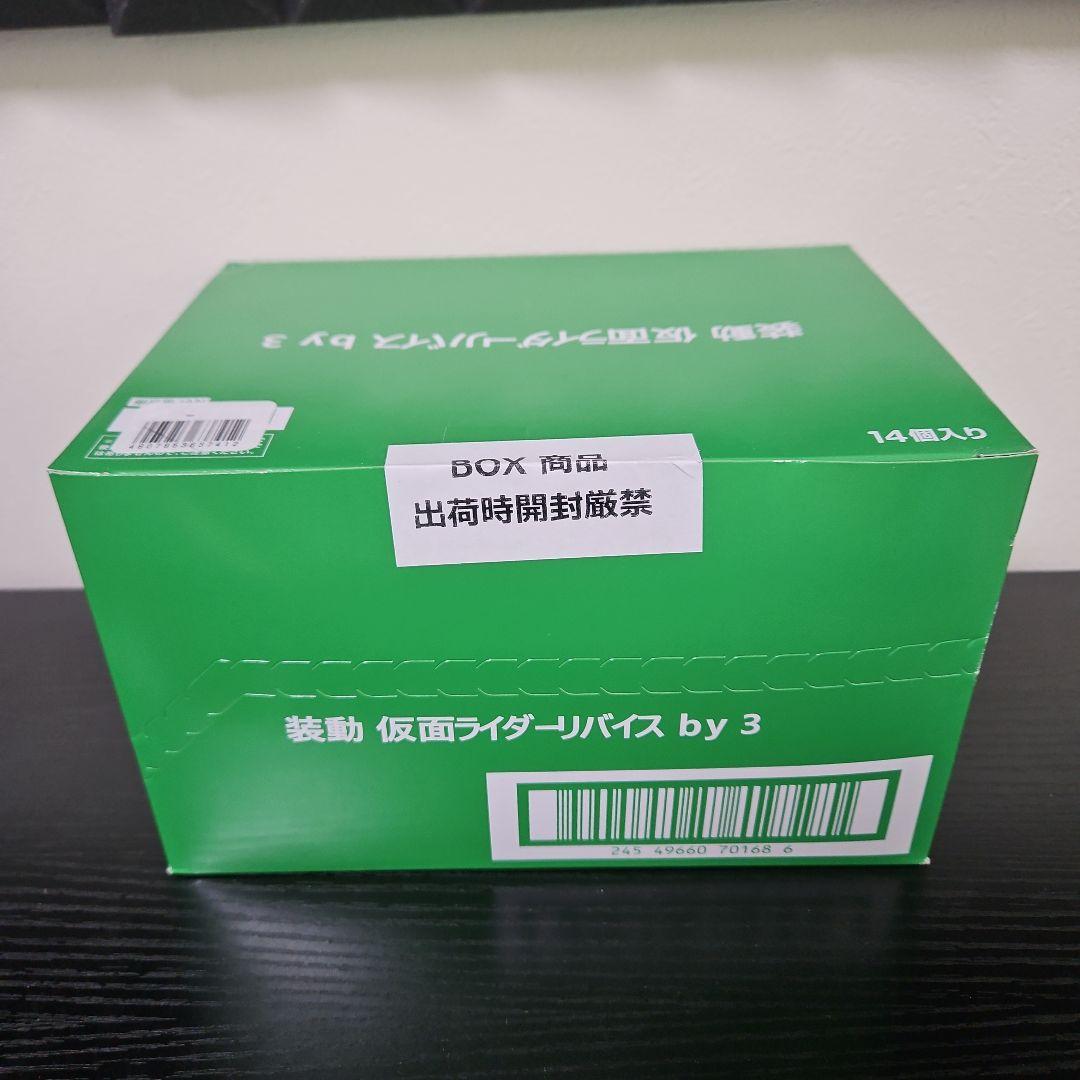 装動 仮面ライダーリバイス by 3
14個入り
BOX 商品
出荷時開封厳禁
装動 仮面ライダーリバイス by 3
245 49660 70168 6